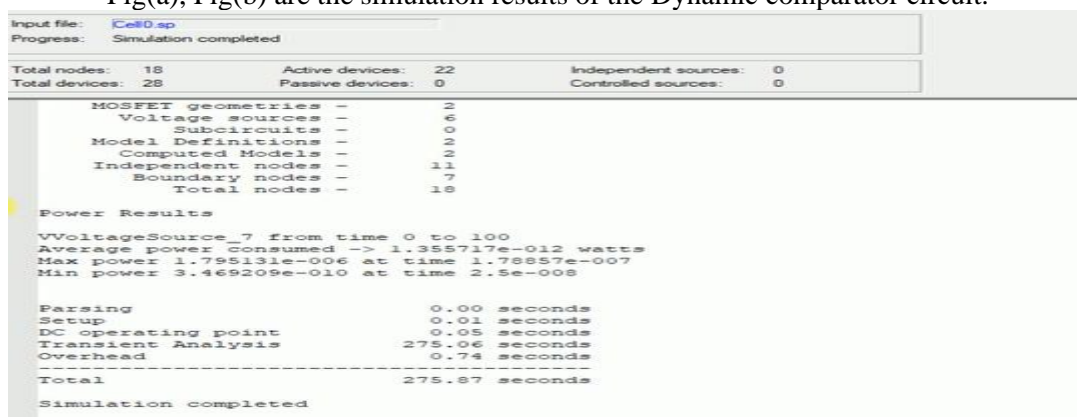 Fig(a), Fig(b) are the simulation results of the Dynamic comparator circuit.
Input file: Cell0.sp
Progress: Simulation completed
Total nodes: 18 Active devices: 22 Independent sources: 0
Total devices: 28 Passive devices: 0 Controlled sources: 0
MOSFET geometries - 2
Voltage sources - 6
Subcircuits - 0
Model Definitions - 2
Computed Models - 2
Independent nodes - 11
Boundary nodes - 7
Total nodes - 18
Power Results
VVoltageSource_7 from time 0 to 100
Average power consumed -> 1.355717e-012 watts
Max power 1.795131e-006 at time 1.78857e-007
Min power 3.469209e-010 at time 2.5e-008
Parsing 0.00 seconds
Setup 0.01 seconds
DC operating point 0.05 seconds
Transient Analysis 275.06 seconds
Overhead 0.74 seconds
-----------------------------------------
Total 275.87 seconds
Simulation completed